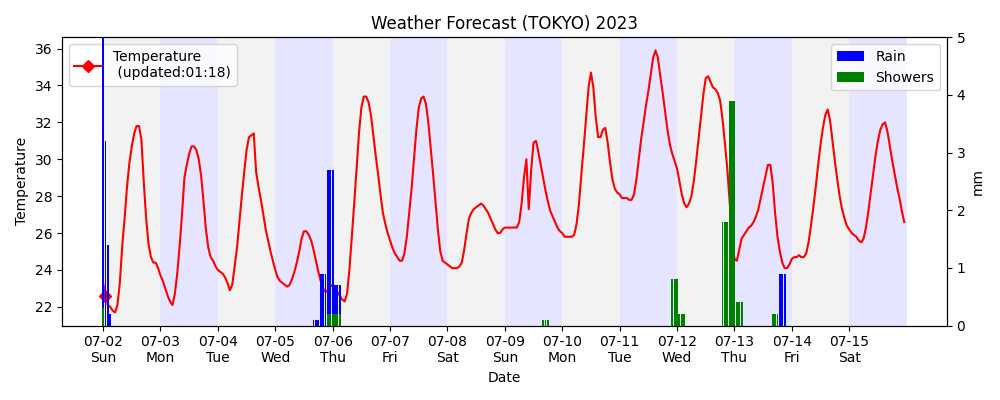 Weather Forecast (TOKYO) 2023
Temperature
(updated:01:18)
Rain
Showers
36
34
32
30
28
26
24
22
Temperature
5
4
3
2
1
0
mm
07-02 07-03 07-04 07-05 07-06 07-07 07-08 07-09 07-10 07-11 07-12 07-13 07-14 07-15
Sun Mon Tue Wed Thu Fri Sat Sun Mon Tue Wed Thu Fri Sat
Date